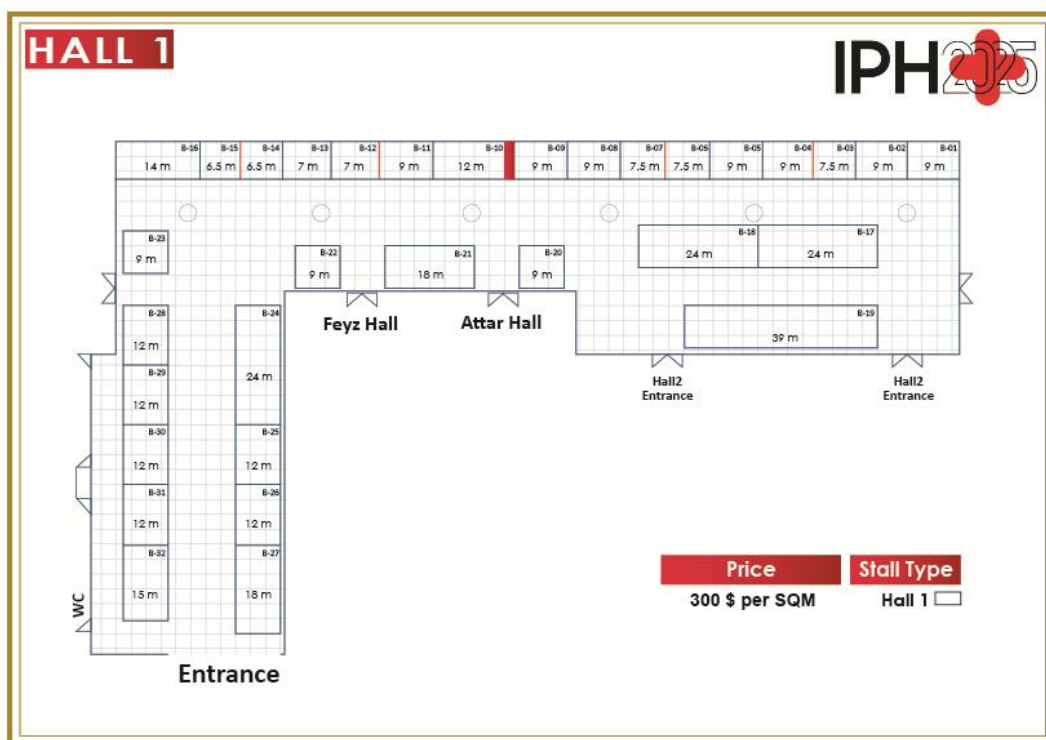 HALL 1
IPH2025
B-16 B-15 B-14 B-13 B-12 B-11 B-10 B-09 B-08 B-07 B-06 B-05 B-04 B-03 B-02 B-01
14 m 6.5 m 6.5 m 7 m 7 m 9 m 12 m 9 m 9 m 7.5 m 7.5 m 9 m 9 m 7.5 m 9 m 9 m
B-18 B-17
24 m 24 m
B-23
9 m
B-22 B-21 B-20
9 m 18 m 9 m
B-28 B-24 B-19
12 m
39 m
Feyz Hall Attar Hall
B-29
24 m
12 m
Hall2 Entrance
Hall2 Entrance
B-30 B-25
12 m 12 m
B-31 B-26
12 m 12 m
B-32 B-27
15 m 18 m
WC
Price Stall Type
300 $ per SQM Hall 1
Entrance